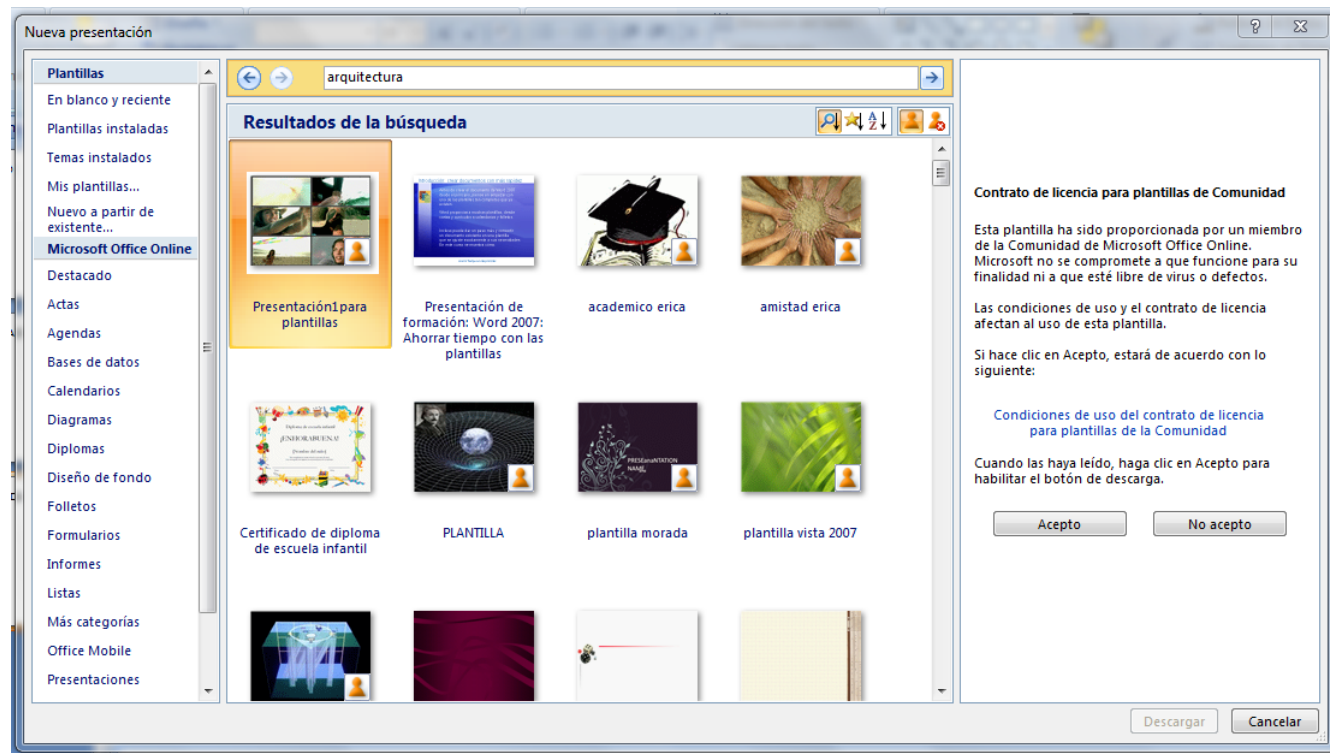 Nueva presentación
Plantillas
En blanco y reciente
Plantillas instaladas
Temas instalados
Mis plantillas...
Nuevo a partir de
existente...
Microsoft Office Online
Destacado
Actas
Agendas
Bases de datos
Calendarios
Diagramas
Diplomas
Diseño de fondo
Folletos
Formularios
Informes
Listas
Más categorías
Office Mobile
Presentaciones
arquitectura
Resultados de la búsqueda
Presentación1para
plantillas
Presentación de
formación: Word 2007:
Ahorrar tiempo con las
plantillas
academico erica
amistad erica
¡ENHORABUENA!
PRESEanaNTATION
NAME
Certificado de diploma
de escuela infantil
PLANTILLA
plantilla morada
plantilla vista 2007
Contrato de licencia para plantillas de Comunidad
Esta plantilla ha sido proporcionada por un miembro
de la Comunidad de Microsoft Office Online.
Microsoft no se compromete a que funcione para su
finalidad ni a que esté libre de virus o defectos.
Las condiciones de uso y el contrato de licencia
afectan al uso de esta plantilla.
Si hace clic en Acepto, estará de acuerdo con lo
siguiente:
Condiciones de uso del contrato de licencia
para plantillas de la Comunidad
Cuando las haya leído, haga clic en Acepto para
habilitar el botón de descarga.
Acepto
No acepto
Descargar
Cancelar